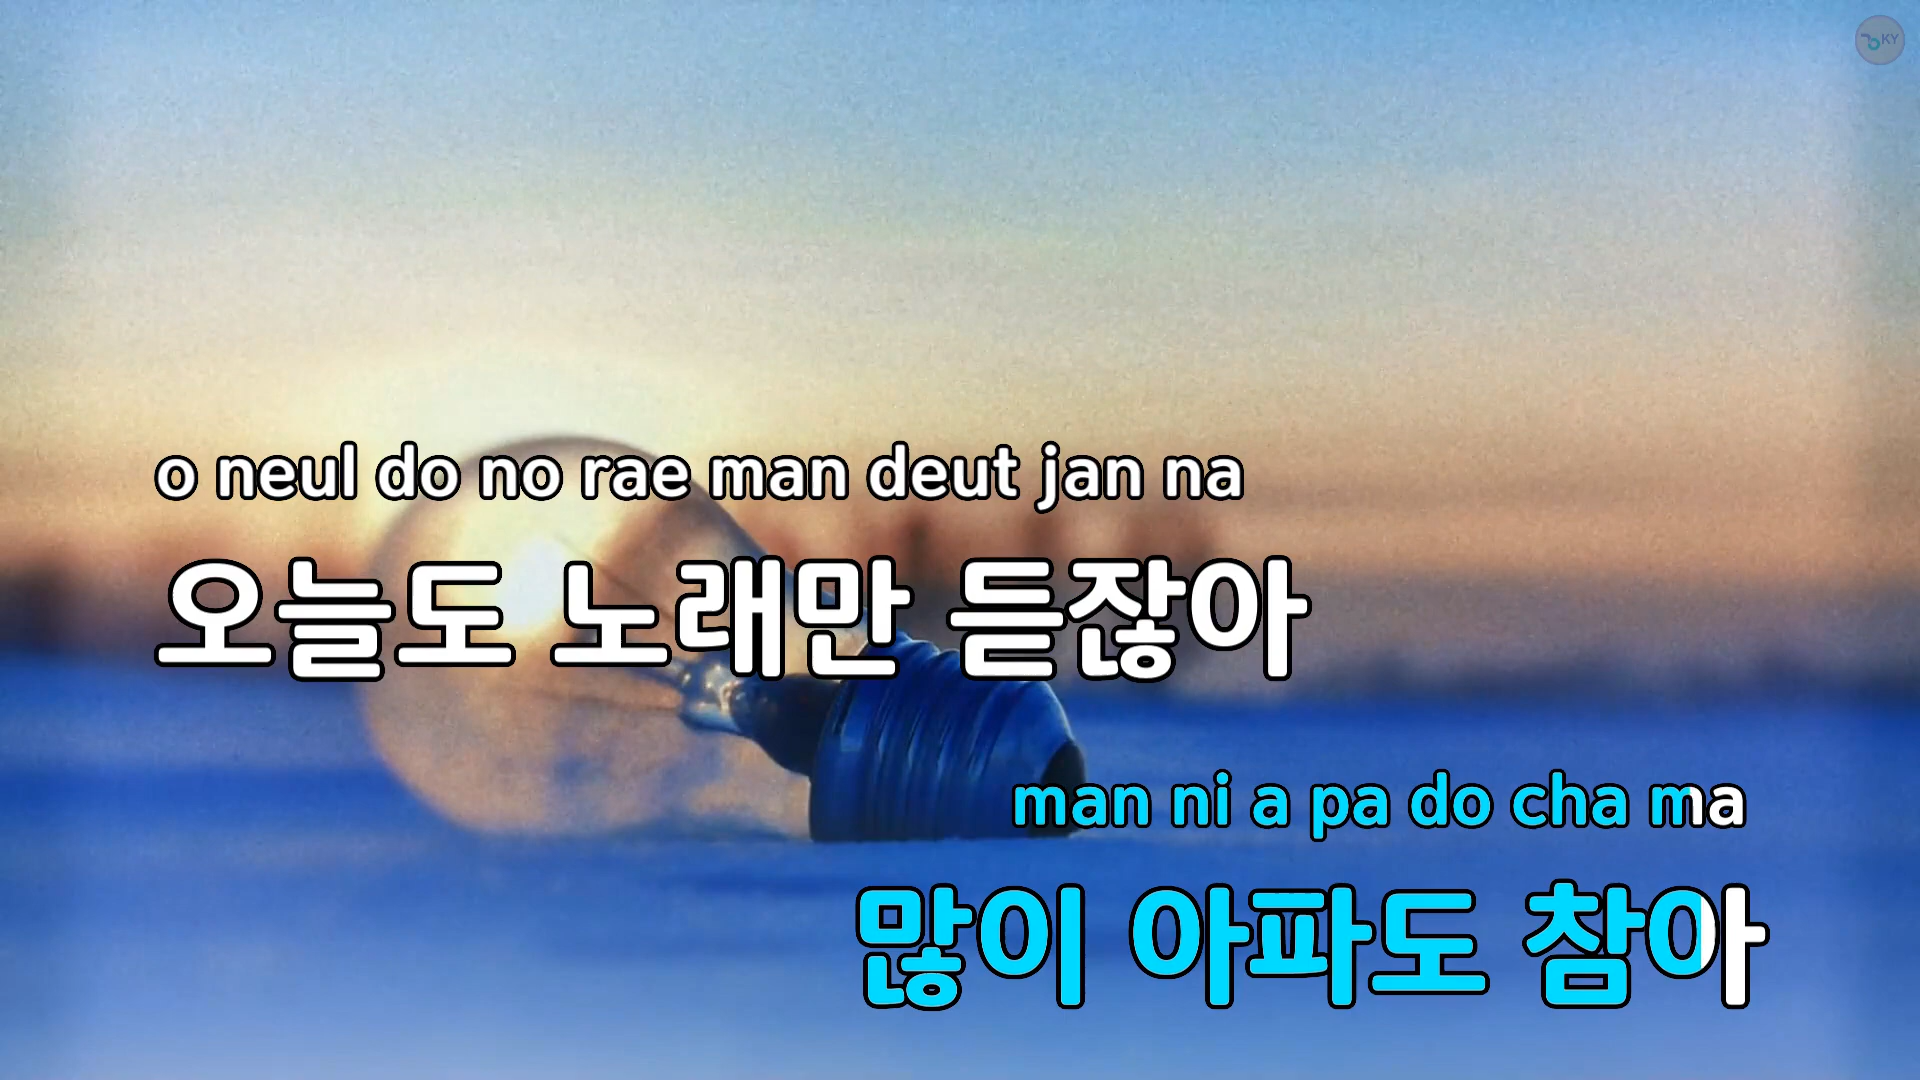 KY
o neul do no rae man deut jan na
오늘도 노래만 듣잖아
man ni a pa do cha ma
많이 아파도 참아